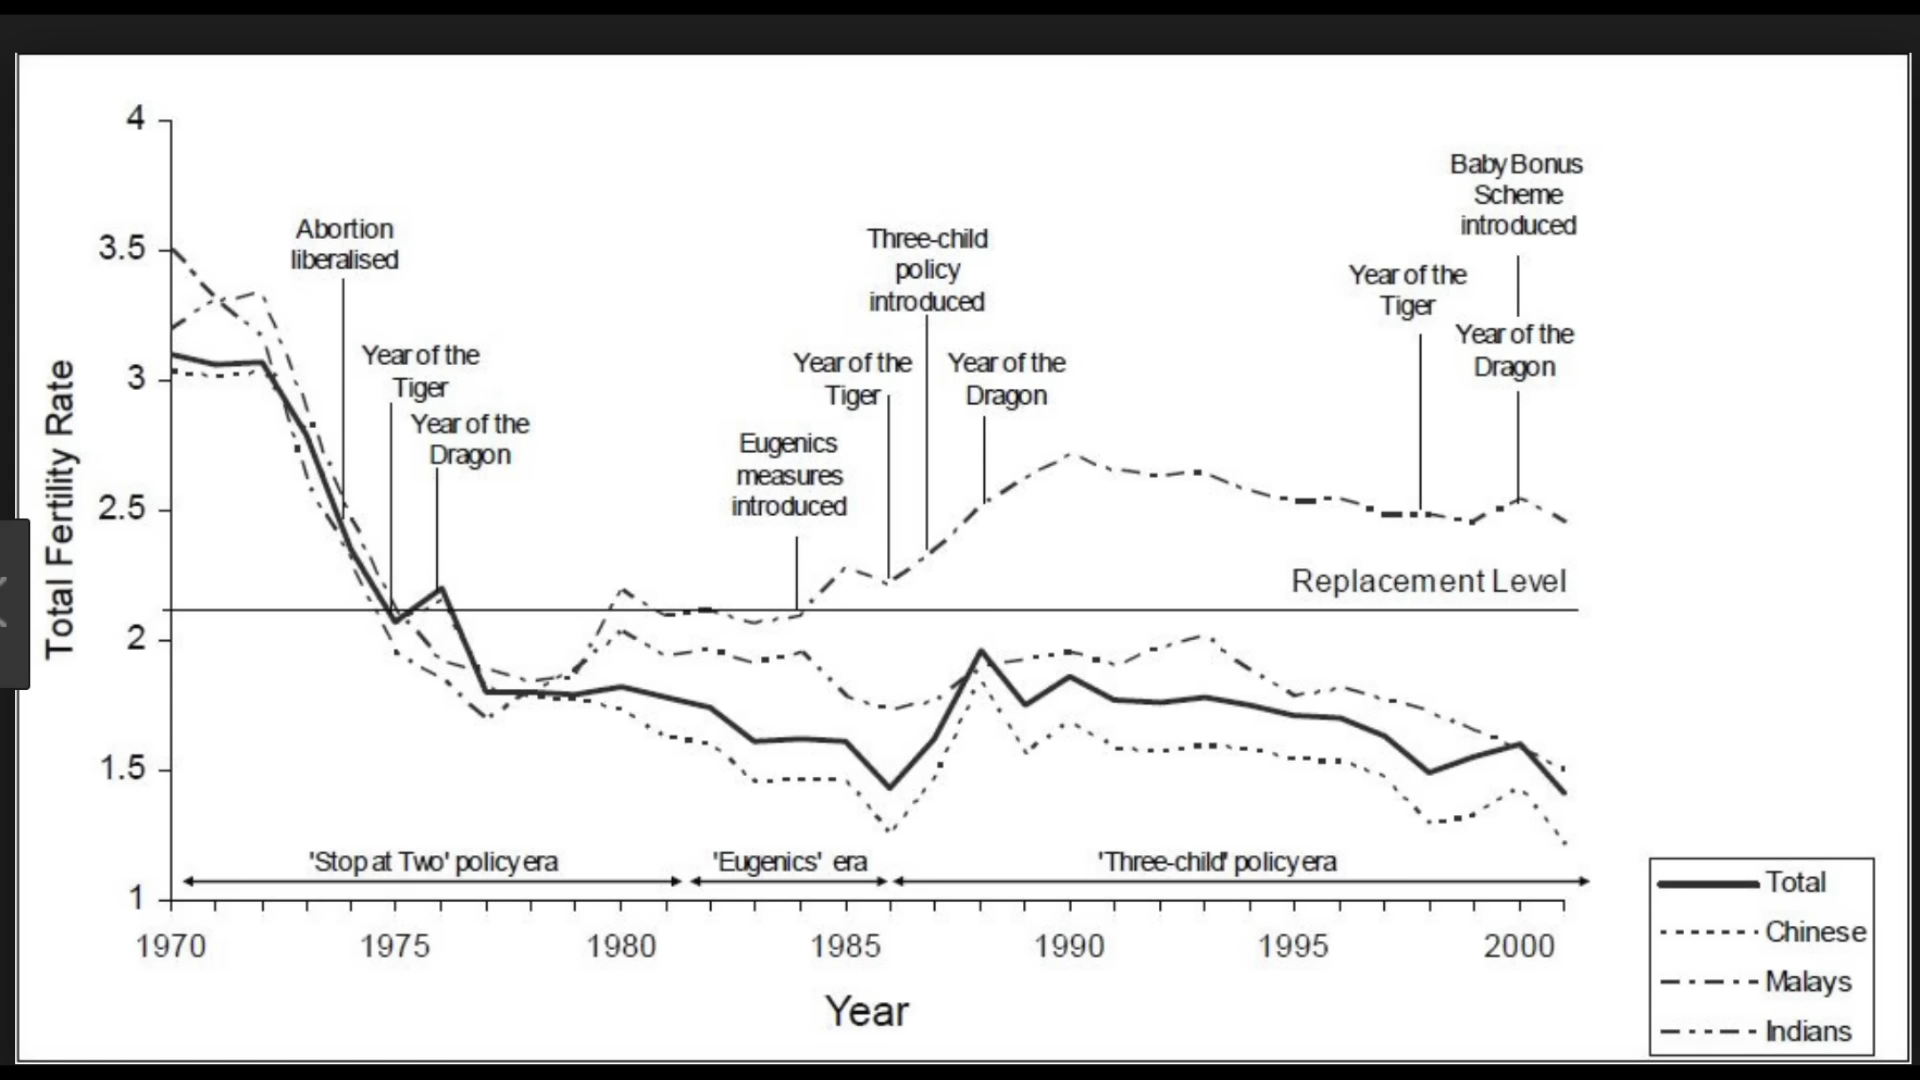 4
3.5
3
2.5
2
1.5
1
Total Fertility Rate
Abortion
liberalised
Year of the
Tiger
Year of the
Dragon
Eugenics
measures
introduced
Year of the
Tiger
Three-child
policy
introduced
Year of the
Dragon
Year of the
Tiger
Baby Bonus
Scheme
introduced
Year of the
Dragon
Replacement Level
'Stop at Two' policy era
'Eugenics' era
'Three-child' policy era
1970
1975
1980
1985
1990
1995
2000
Year
Total
Chinese
Malays
Indians